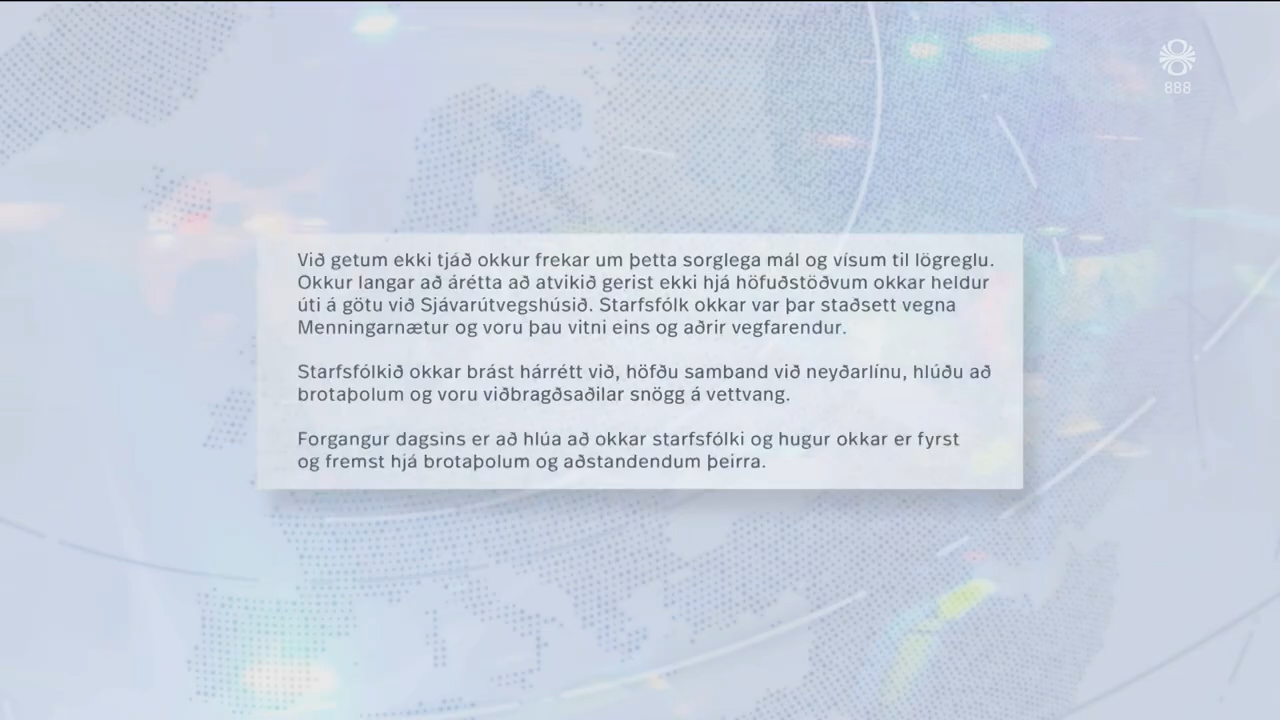 888
Við getum ekki tjáð okkur frekar um þetta sorglega mál og vísum til lögreglu.
Okkur langar að árétta að atvikið gerist ekki hjá höfuðstöðvum okkar heldur
úti á götu við Sjávarútvegshúsið. Starfsfólk okkar var þar staðsett vegna
Menningarnætur og voru þau vitni eins og aðrir vegfarendur.
Starfsfólkið okkar brást hárrétt við, höfðu samband við neyðarlínu, hlúðu að
brotaþolum og voru viðbragðsaðilar snögg á vettvang.
Forgangur dagsins er að hlúa að okkar starfsfólki og hugur okkar er fyrst
og fremst hjá brotaþolum og aðstandendum þeirra.